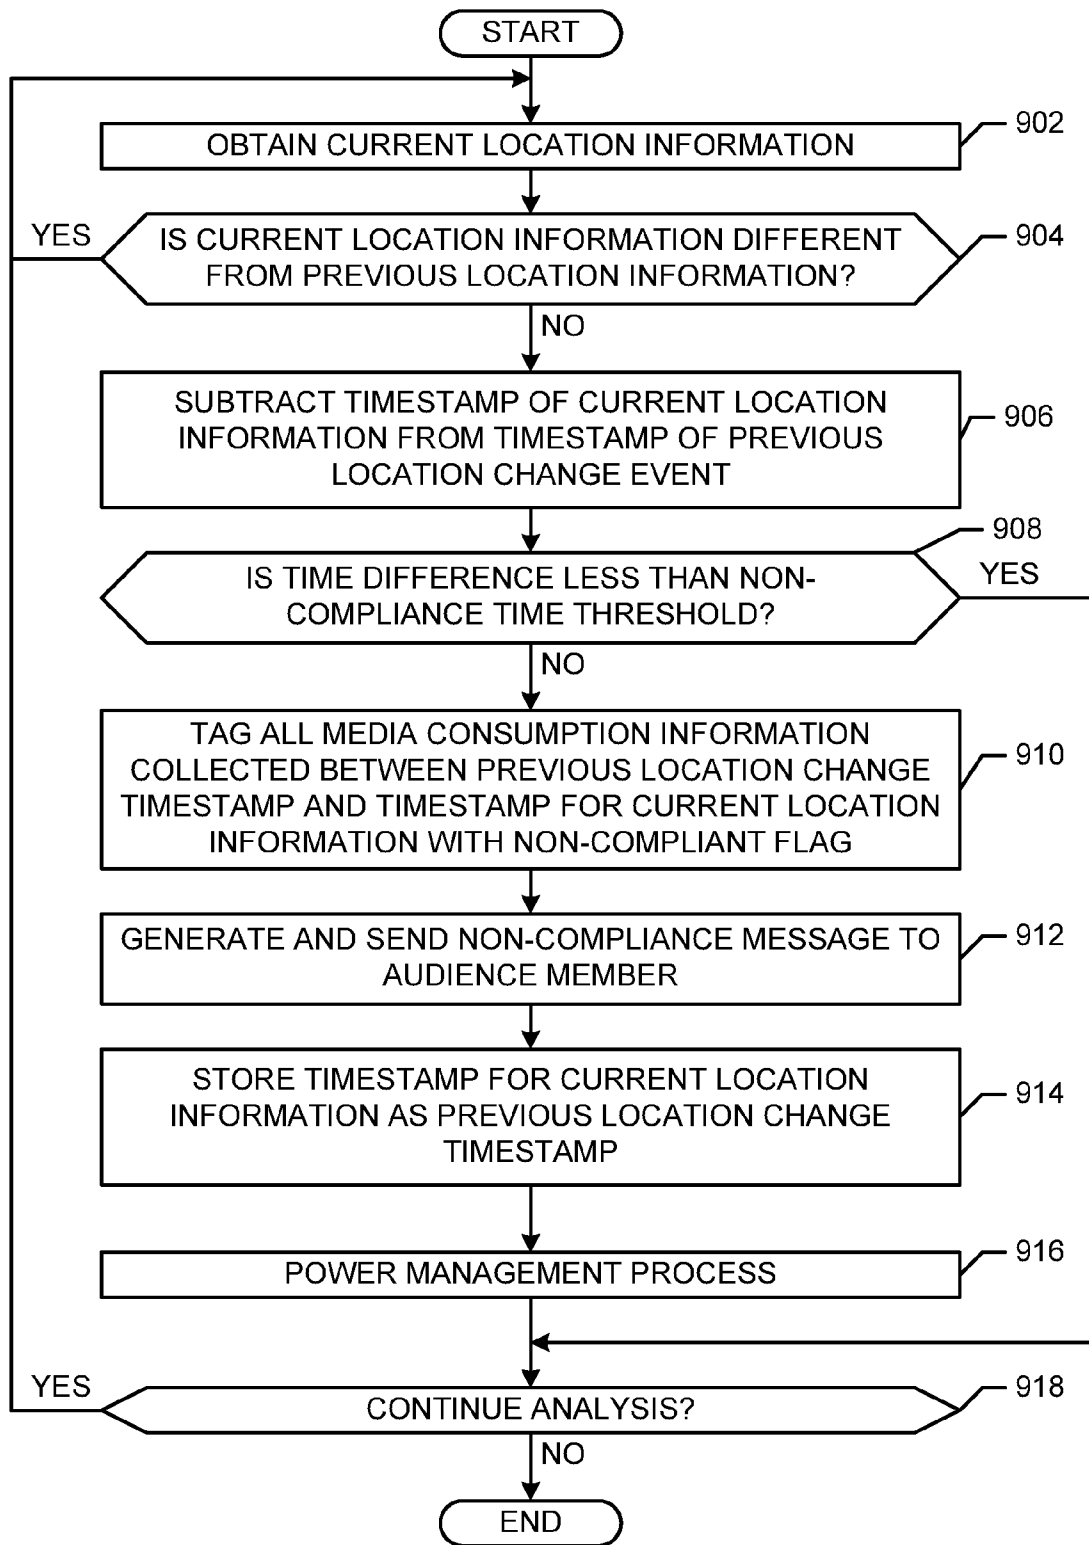 START
OBTAIN CURRENT LOCATION INFORMATION
902
YES
IS CURRENT LOCATION INFORMATION DIFFERENT
FROM PREVIOUS LOCATION INFORMATION?
904
NO
SUBTRACT TIMESTAMP OF CURRENT LOCATION
INFORMATION FROM TIMESTAMP OF PREVIOUS
LOCATION CHANGE EVENT
906
908
IS TIME DIFFERENCE LESS THAN NON-
COMPLIANCE TIME THRESHOLD?
YES
NO
TAG ALL MEDIA CONSUMPTION INFORMATION
COLLECTED BETWEEN PREVIOUS LOCATION CHANGE
TIMESTAMP AND TIMESTAMP FOR CURRENT LOCATION
INFORMATION WITH NON-COMPLIANT FLAG
910
GENERATE AND SEND NON-COMPLIANCE MESSAGE TO
AUDIENCE MEMBER
912
STORE TIMESTAMP FOR CURRENT LOCATION
INFORMATION AS PREVIOUS LOCATION CHANGE
TIMESTAMP
914
POWER MANAGEMENT PROCESS
916
YES
CONTINUE ANALYSIS?
918
NO
END